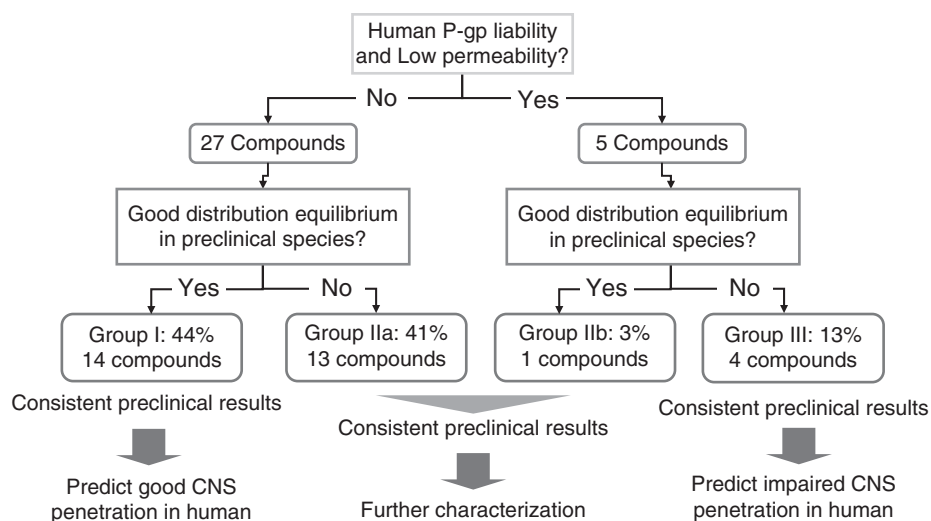 Human P-gp liability
and Low permeability?
No
Yes
27 Compounds
5 Compounds
Good distribution equilibrium
in preclinical species?
Good distribution equilibrium
in preclinical species?
Yes
No
Yes
No
Group I: 44%
14 compounds
Group IIa: 41%
13 compounds
Group IIb: 3%
1 compounds
Group III: 13%
4 compounds
Consistent preclinical results
Consistent preclinical results
Consistent preclinical results
Predict good CNS
penetration in human
Further characterization
Predict impaired CNS
penetration in human